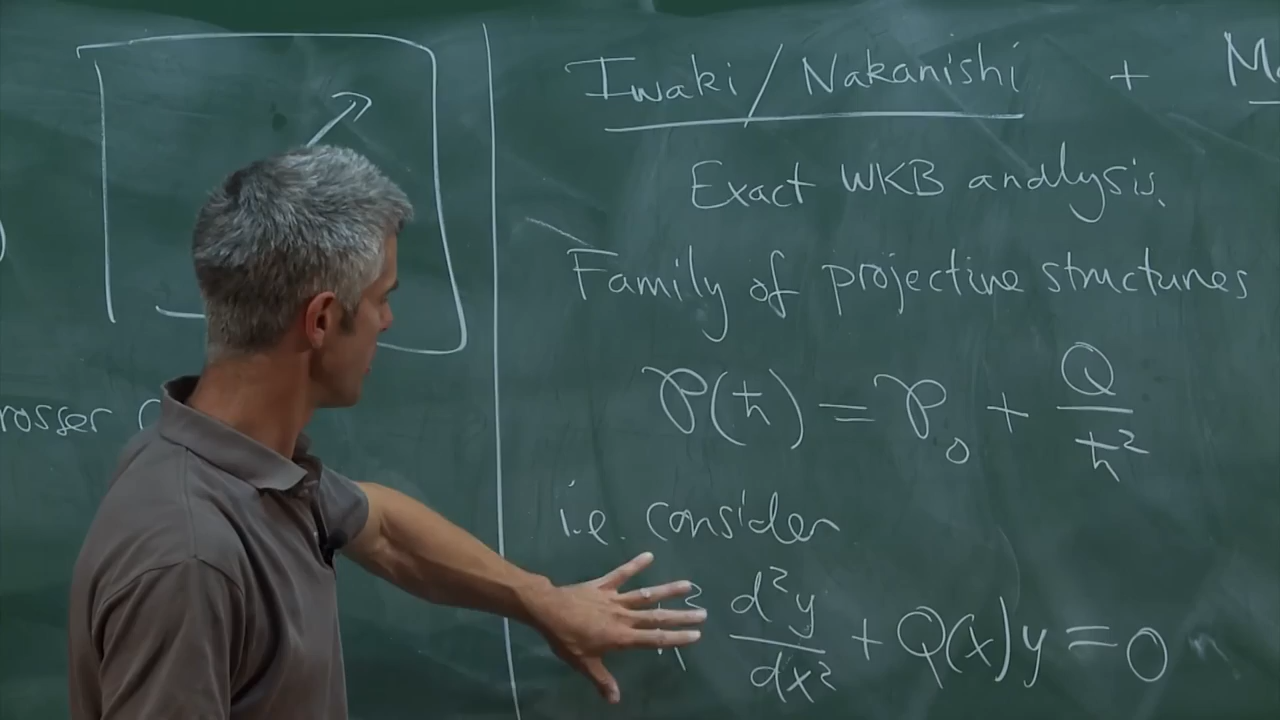 rosser
Iwaki / Nakanishi +
Exact WKB analysis.
Family of projective structures
𝒫(ħ) = 𝒫₀ + Q/ħ²
i.e. consider
d²y/dx² + Q(x)y = 0